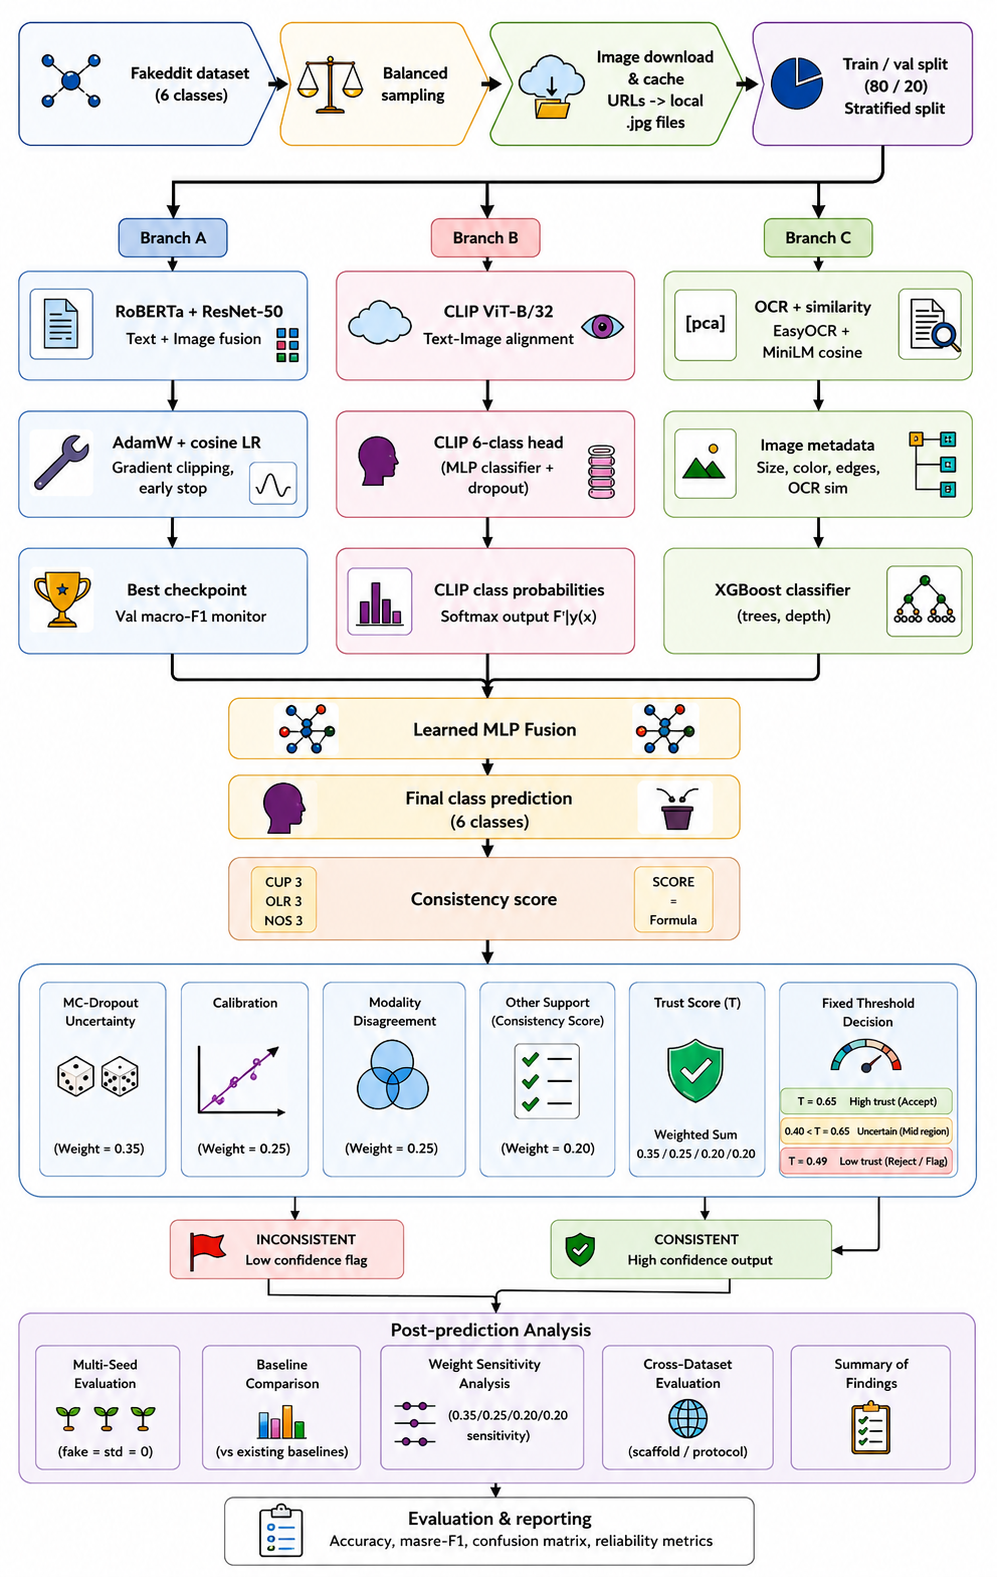 Fakeddit dataset
(6 classes)
Balanced
sampling
Image download
& cache
URLs -> local
.jpg files
Train / val split
(80 / 20)
Stratified split
Branch A
Branch B
Branch C
RoBERTa + ResNet-50
Text + Image fusion
CLIP ViT-B/32
Text-Image alignment
[pca]
OCR + similarity
EasyOCR +
MiniLM cosine
AdamW + cosine LR
Gradient clipping,
early stop
CLIP 6-class head
(MLP classifier +
dropout)
Image metadata
Size, color, edges,
OCR sim
Best checkpoint
Val macro-F1 monitor
CLIP class probabilities
Softmax output F'|y(x)
XGBoost classifier
(trees, depth)
Learned MLP Fusion
Final class prediction
(6 classes)
CUP 3
OLR 3
NOS 3
Consistency score
SCORE
=
Formula
MC-Dropout
Uncertainty
(Weight = 0.35)
Calibration
(Weight = 0.25)
Modality
Disagreement
(Weight = 0.25)
Other Support
(Consistency Score)
(Weight = 0.20)
Trust Score (T)
Weighted Sum
0.35 / 0.25 / 0.20 / 0.20
Fixed Threshold
Decision
T = 0.65 High trust (Accept)
0.40 < T = 0.65 Uncertain (Mid region)
T = 0.49 Low trust (Reject / Flag)
INCONSISTENT
Low confidence flag
CONSISTENT
High confidence output
Post-prediction Analysis
Multi-Seed
Evaluation
(fake = std = 0)
Baseline
Comparison
(vs existing baselines)
Weight Sensitivity
Analysis
(0.35/0.25/0.20/0.20
sensitivity)
Cross-Dataset
Evaluation
(scaffold / protocol)
Summary of
Findings
Evaluation & reporting
Accuracy, masre-F1, confusion matrix, reliability metrics